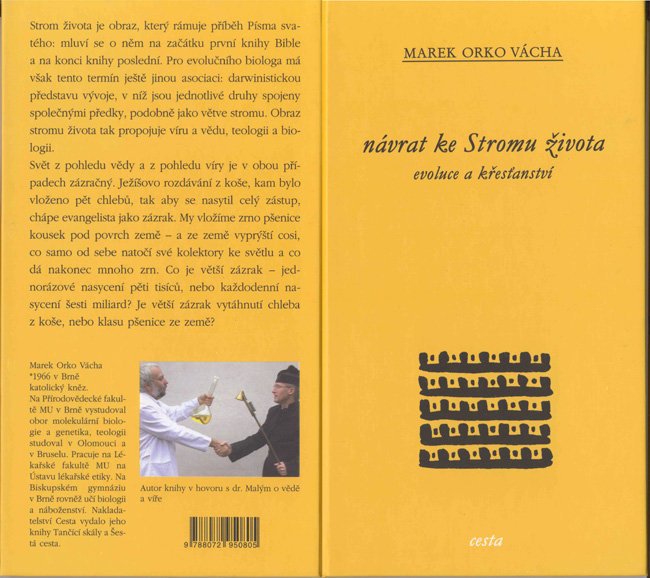 Strom života je obraz, který rámuje příběh Písma sva-
tého: mluví se o něm na začátku první knihy Bible
a na konci knihy poslední. Pro evolučního biologa má
však tento termín ještě jinou asociaci: darwinistickou
představu vývoje, v níž jsou jednotlivé druhy spojeny
společnými předky, podobně jako větve stromu. Obraz
stromu života tak propojuje víru a vědu, teologii a bio-
logii.
Svět z pohledu vědy a z pohledu víry je v obou pří-
padech zázračný. Ježíšovo rozdávání z koše, kam bylo
vloženo pět chlebů, tak aby se nasytil celý zástup,
chápe evangelista jako zázrak. My vložíme zrno pšenice
kousek pod povrch země – a ze země vyprýští cosi,
co samo od sebe natočí své kolektory ke světlu a co
dá nakonec mnoho zrn. Co je větší zázrak – jed-
norázové nasycení pěti tisíců, nebo každodenní na-
sycení šesti miliard? Je větší zázrak vytáhnutí chleba
z koše, nebo klasu pšenice ze země?
Marek Orko Vácha
*1966 v Brně
katolický kněz.
Na Přírodovědecké fakul-
tě MU v Brně vystudoval
obor molekulární biolo-
gie a genetika, teologii
studoval v Olomouci a
v Bruselu. Pracuje na Lé-
kařské fakultě MU na
Ústavu lékařské etiky. Na
Biskupském gymnáziu
v Brně rovněž učí biologii
a náboženství. Nakladatel-
telství Cesta vydalo jeho
knihy Tančící skály a Šes-
tá cesta.
Autor knihy v hovoru s dr. Malým o vědě
a víře
9 788072 950805
MAREK ORKO VÁCHA
návrat ke Stromu života
evoluce a křesťanství
cesta